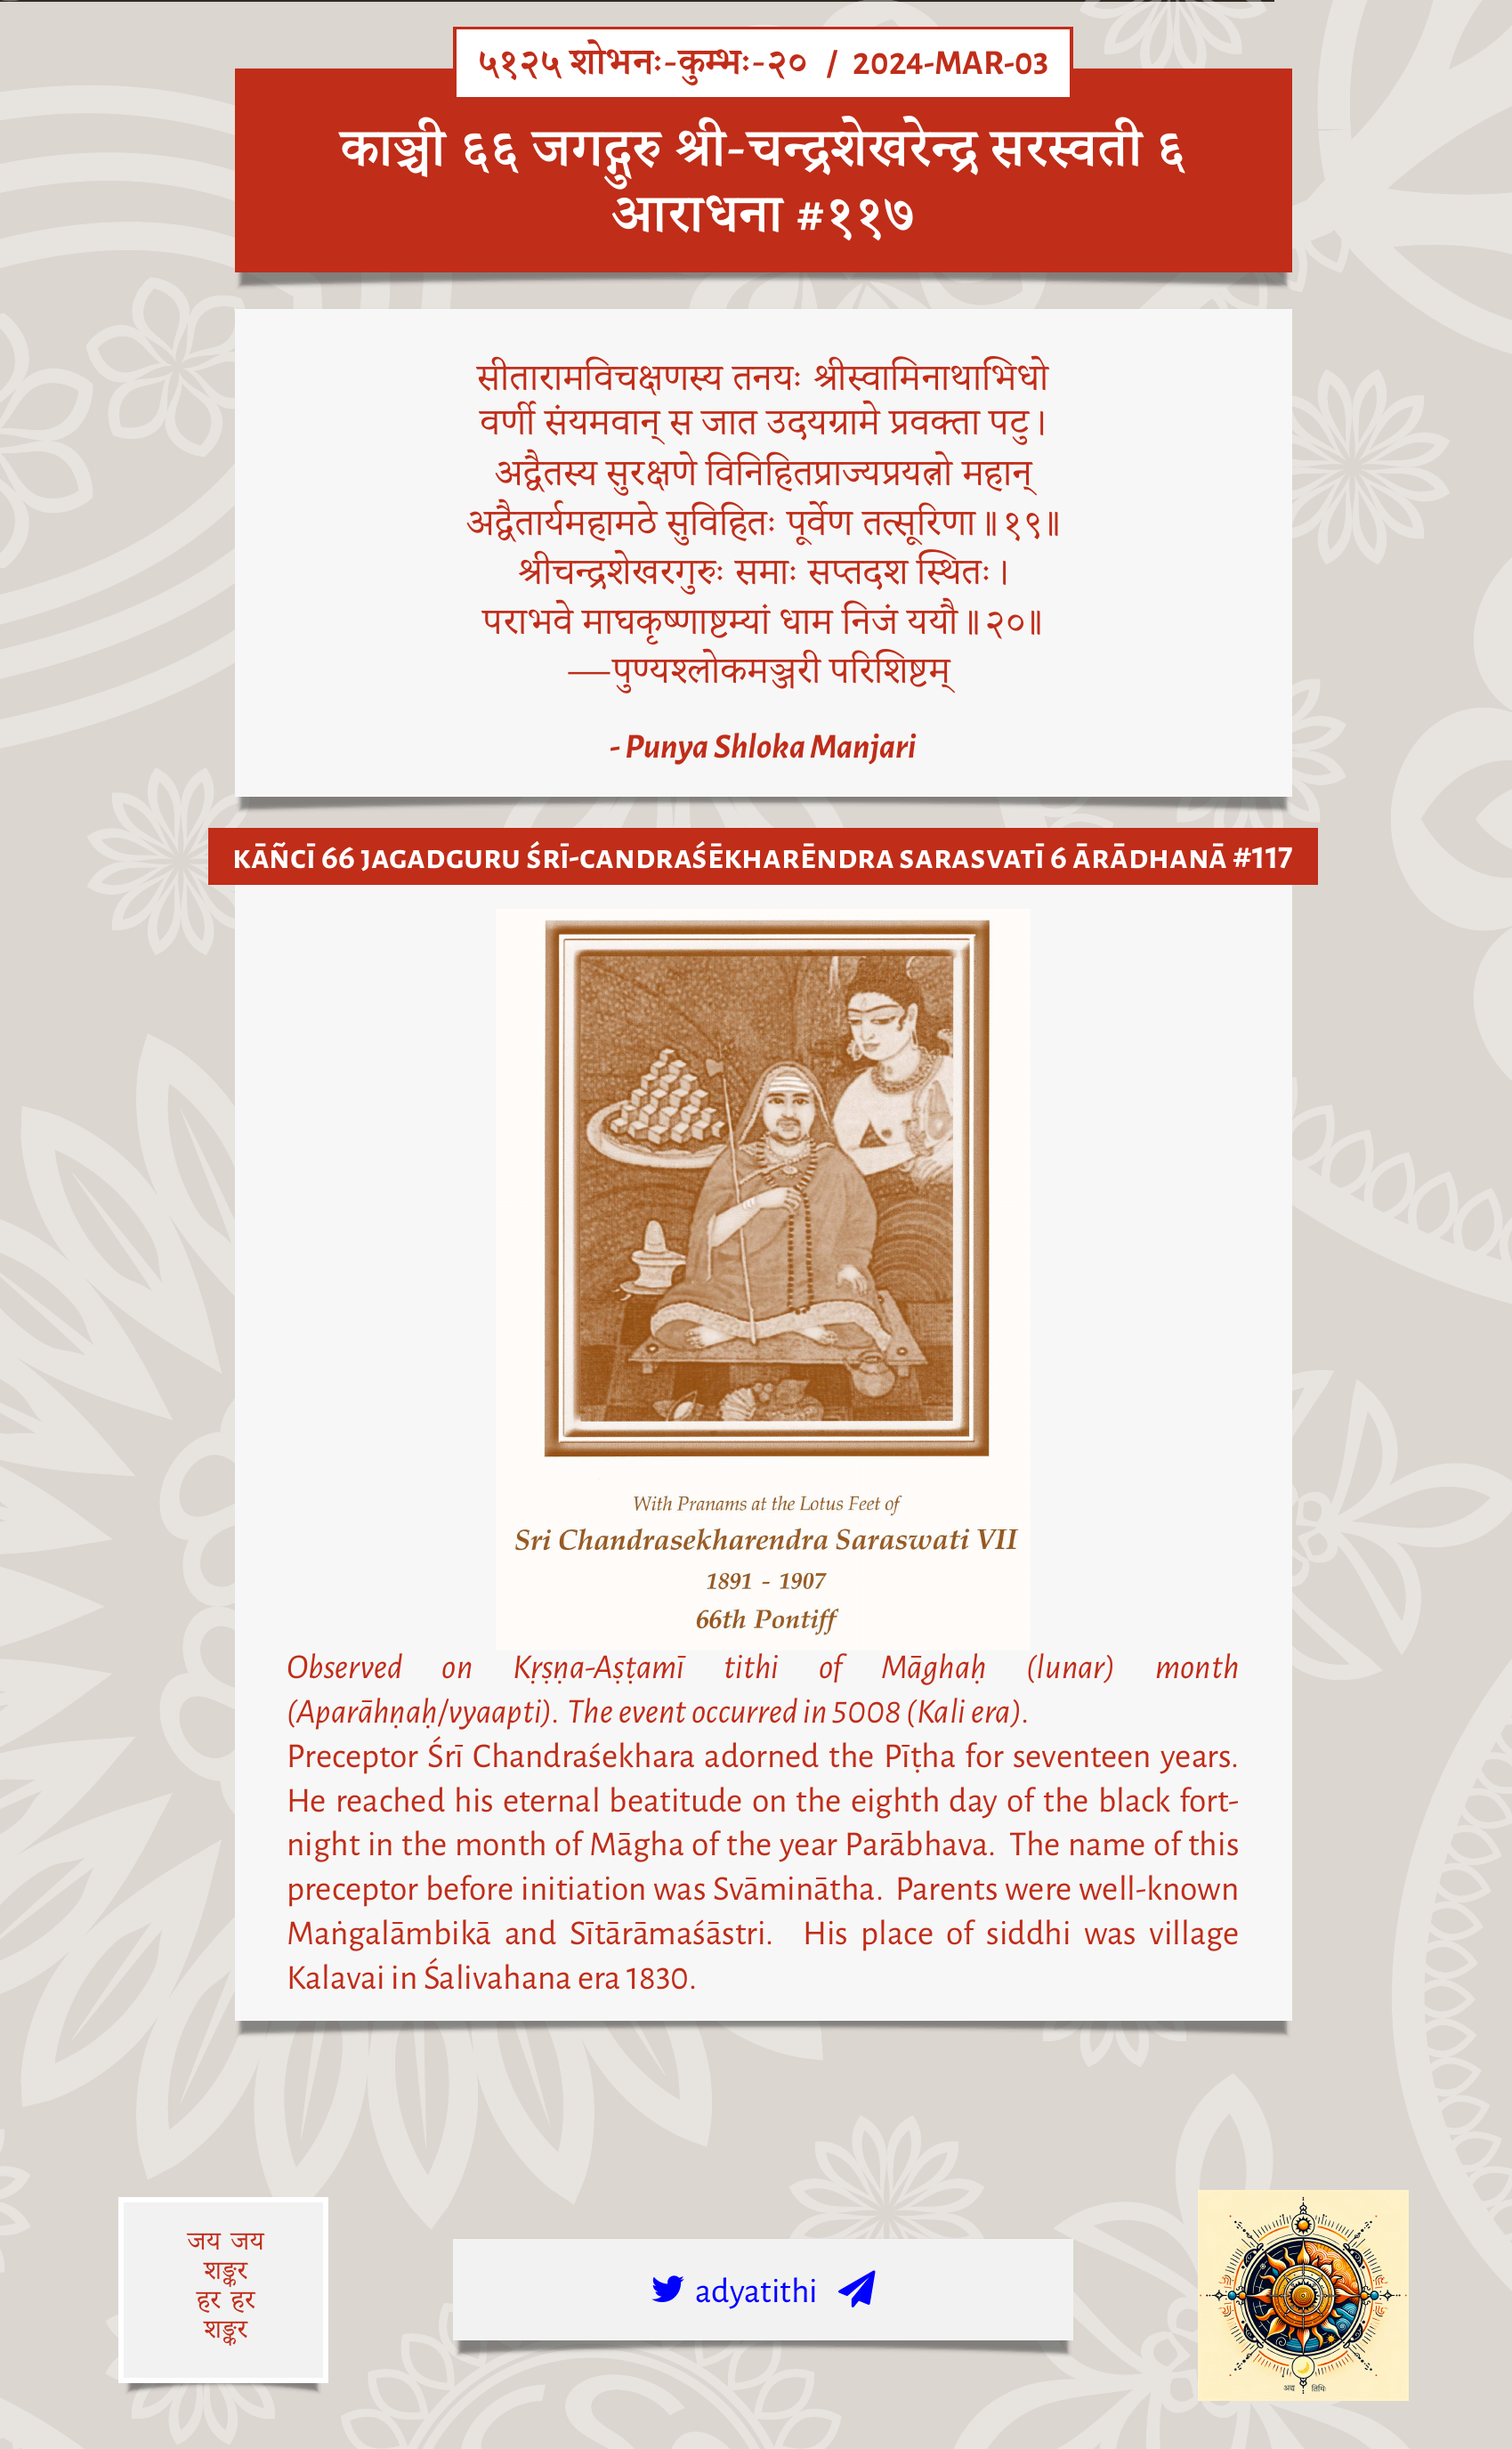 ५१२५ शोभनः-कुम्भः-२० / 2024-MAR-03
काञ्ची ६६ जगद्गुरु श्री-चन्द्रशेखरेन्द्र सरस्वती ६
आराधना #११७
सीतारामविचक्षणस्य तनयः श्रीस्वामिनाथाभिधो
वर्णी संयमवान् स जात उदयग्रामे प्रवक्ता पटु।
अद्वैतस्य सुरक्षणे विनिहितप्राज्यप्रयत्नो महान्
अद्वैतार्यमहामठे सुविहितः पूर्वेण तत्सूरिणा॥१९॥
श्रीचन्द्रशेखरगुरुः समाः सप्तदश स्थितः।
पराभवे माघकृष्णाष्टम्यां धाम निजं ययौ॥२०॥
—पुण्यश्लोकमञ्जरी परिशिष्टम्
- Punya Shloka Manjari
KĀÑCĪ 66 JAGADGURU ŚRĪ-CANDRAŚĒKHARĒNDRA SARASVATĪ 6 ĀRĀDHANĀ #117
With Pranams at the Lotus Feet of
Sri Chandrasekharendra Saraswati VII
1891 - 1907
66th Pontiff
Observed on Kṛṣṇa-Aṣṭamī tithi of Māghaḥ (lunar) month
(Aparāhṇaḥ/vyaapti). The event occurred in 5008 (Kali era).
Preceptor Śrī Chandraśekhara adorned the Pīṭha for seventeen years.
He reached his eternal beatitude on the eighth day of the black fort-
night in the month of Māgha of the year Parābhava. The name of this
preceptor before initiation was Svāminātha. Parents were well-known
Maṅgalāmbikā and Sītārāmaśāstri. His place of siddhi was village
Kalavai in Śalivahana era 1830.
जय जय
शङ्कर
हर हर
शङ्कर
adyatithi
अद्य तिथिः